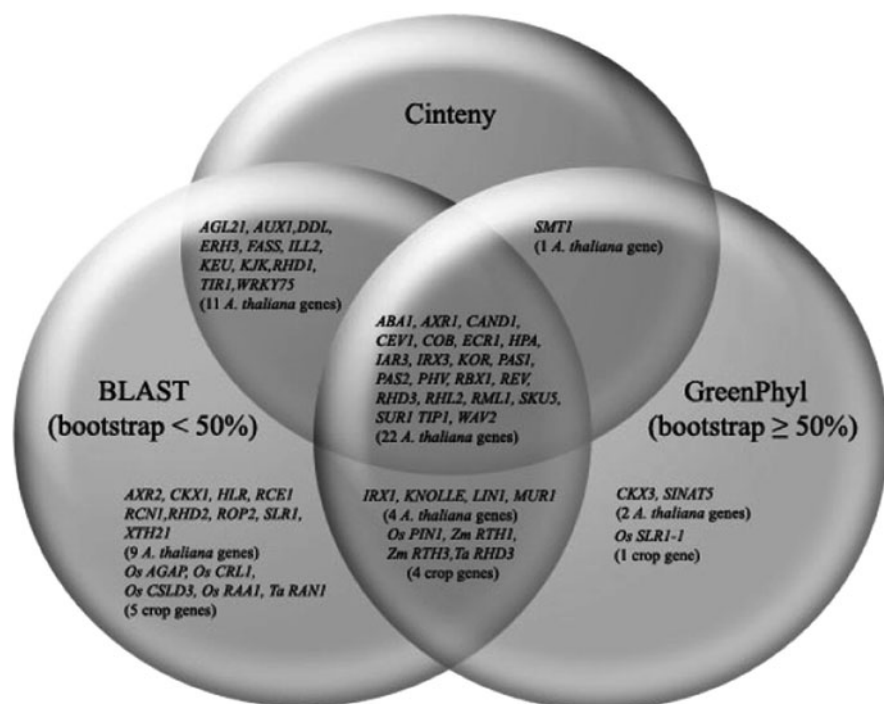 Cinteny
AGL21, AUX1,DDL,
ERH3, FASS, ILL2,
KEU, KJK,RHD1,
TIR1,WRKY75
(11 A. thaliana genes)
SMT1
(1 A. thaliana gene)
ABA1, AXR1, CAND1,
CEV1, COB, ECR1, HPA,
IAR3, IRX3, KOR, PAS1,
PAS2, PHV, RBX1, REV,
RHD3, RHL2, RML1, SKU5,
SUR1 TIP1, WAV2
(22 A. thaliana genes)
BLAST
(bootstrap < 50%)
GreenPhyl
(bootstrap ≥ 50%)
AXR2, CKX1, HLR, RCE1
RCN1,RHD2, ROP2, SLR1,
XTH21
(9 A. thaliana genes)
Os AGAP, Os CRL1,
Os CSLD3, Os RAA1, Ta RAN1
(5 crop genes)
IRX1, KNOLLE, LIN1, MUR1
(4 A. thaliana genes)
Os PIN1, Zm RTH1,
Zm RTH3,Ta RHD3
(4 crop genes)
CKX3, SINAT5
(2 A. thaliana genes)
Os SLR1-1
(1 crop gene)